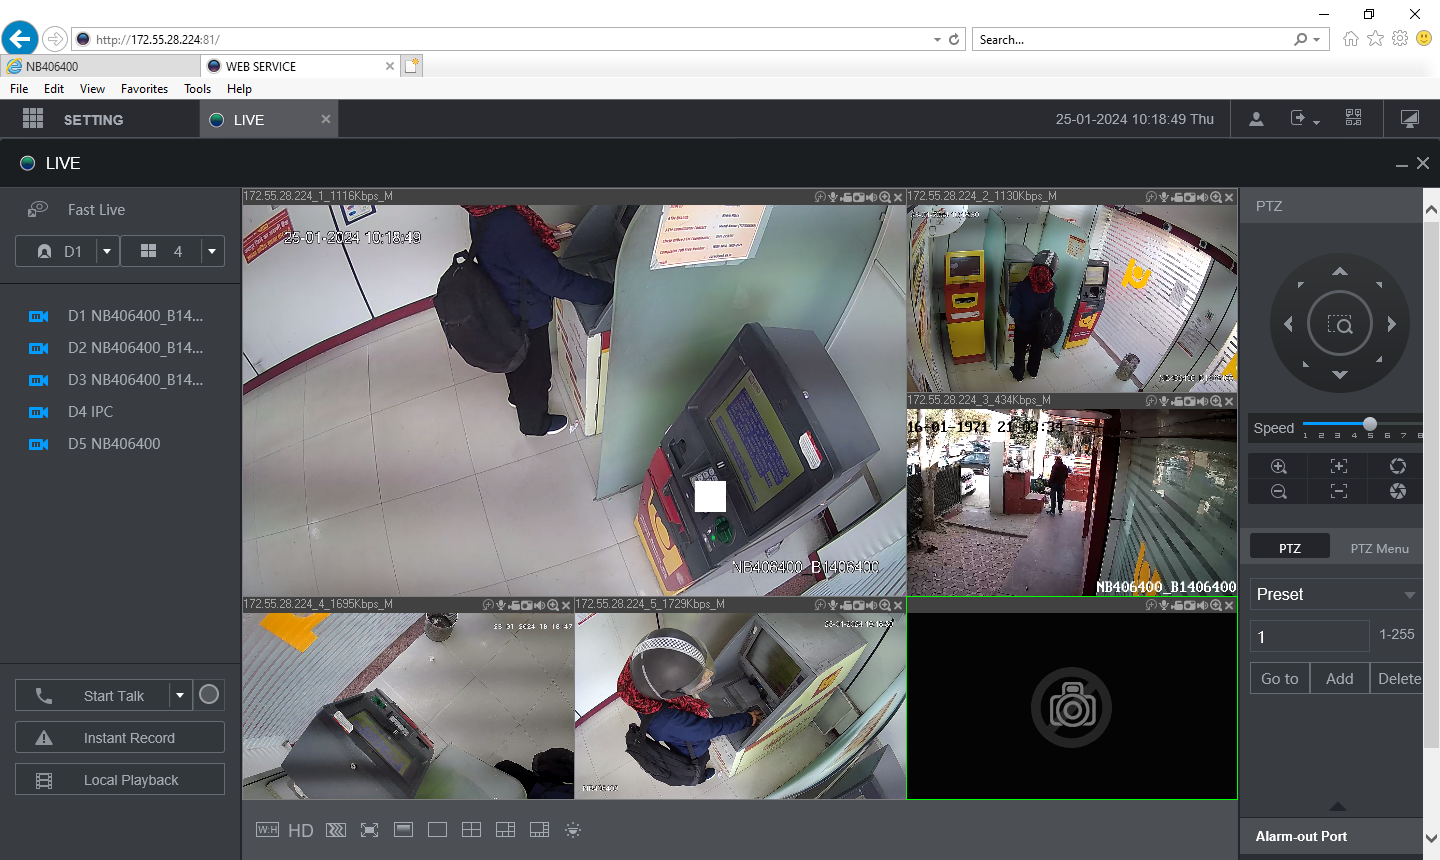 http://172.55.28.224:81/
Search...
NB406400
WEB SERVICE
File Edit View Favorites Tools Help
SETTING
LIVE
25-01-2024 10:18:49 Thu
LIVE
Fast Live
D1
4
D1 NB406400_B14...
D2 NB406400_B14...
D3 NB406400_B14...
D4 IPC
D5 NB406400
Start Talk
Instant Record
Local Playback
172.55.28.224_1_1116Kbps_M
25-01-2024 10:18:49
NB406400_B1406400
172.55.28.224_2_1130Kbps_M
172.55.28.224_3_434Kbps_M
16-01-1971 21 03:34
NB406400_B1406400
172.55.28.224_4_1695Kbps_M
172.55.28.224_5_1729Kbps_M
NB406400
W:H HD
PTZ
Speed
1 2 3 4 5 6 7 8
PTZ
PTZ Menu
Preset
1
1-255
Go to
Add
Delete
Alarm-out Port